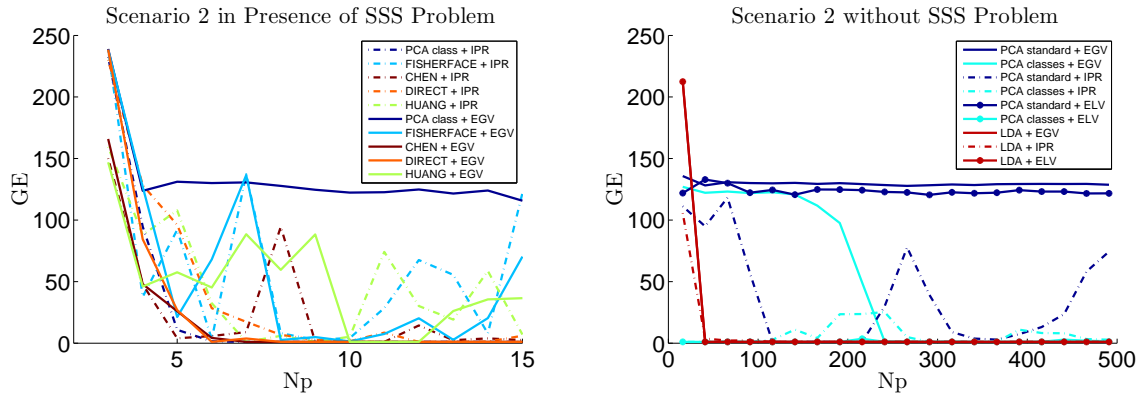 Scenario 2 in Presence of SSS Problem
250
200
150
100
50
0
GE
5
10
15
Np
PCA class + IPR
FISHERFACE + IPR
CHEN + IPR
DIRECT + IPR
HUANG + IPR
PCA class + EGV
FISHERFACE + EGV
CHEN + EGV
DIRECT + EGV
HUANG + EGV
Scenario 2 without SSS Problem
250
200
150
100
50
0
GE
0
100
200
300
400
500
Np
PCA standard + EGV
PCA classes + EGV
PCA standard + IPR
PCA classes + IPR
PCA standard + ELV
PCA classes + ELV
LDA + EGV
LDA + IPR
LDA + ELV